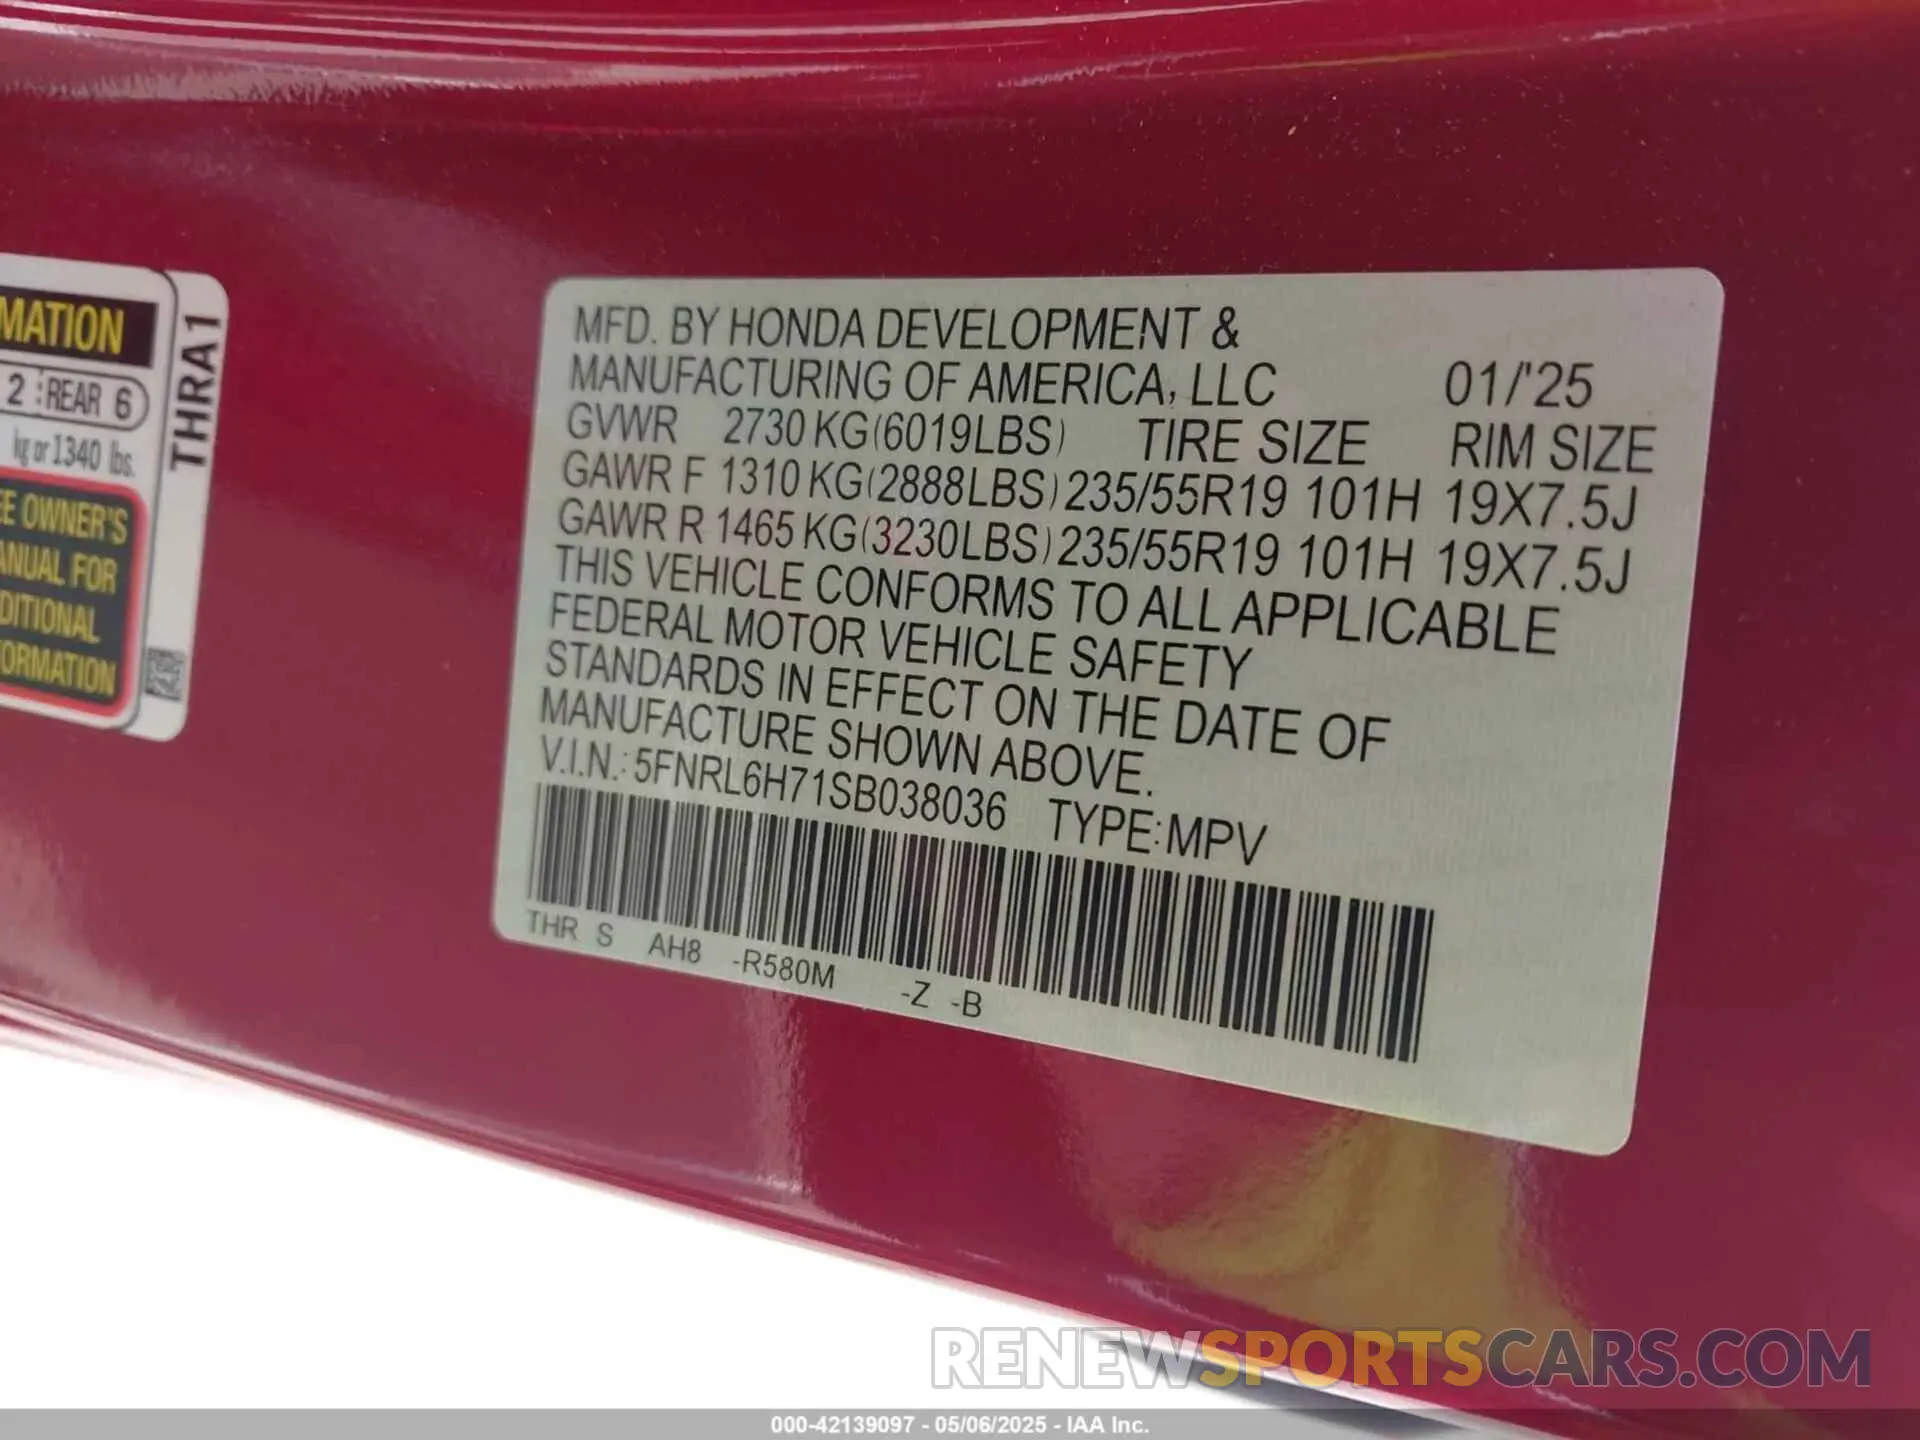 MATION
2 REAR 6
kg or 1340 lbs.
EE OWNER'S
ANUAL FOR
DITIONAL
FORMATION
THRA1
MFD. BY HONDA DEVELOPMENT &
MANUFACTURING OF AMERICA, LLC 01/'25
GVWR 2730 KG(6019LBS) TIRE SIZE RIM SIZE
GAWR F 1310 KG(2888LBS) 235/55R19 101H 19X7.5J
GAWR R 1465 KG(3230LBS) 235/55R19 101H 19X7.5J
THIS VEHICLE CONFORMS TO ALL APPLICABLE
FEDERAL MOTOR VEHICLE SAFETY
STANDARDS IN EFFECT ON THE DATE OF
MANUFACTURE SHOWN ABOVE.
V.I.N.: 5FNRL6H71SB038036 TYPE: MPV
THR S AH8 -R580M -Z -B
RENEWSPORTSCARS.COM
000-42139097 - 05/06/2025 - IAA Inc.